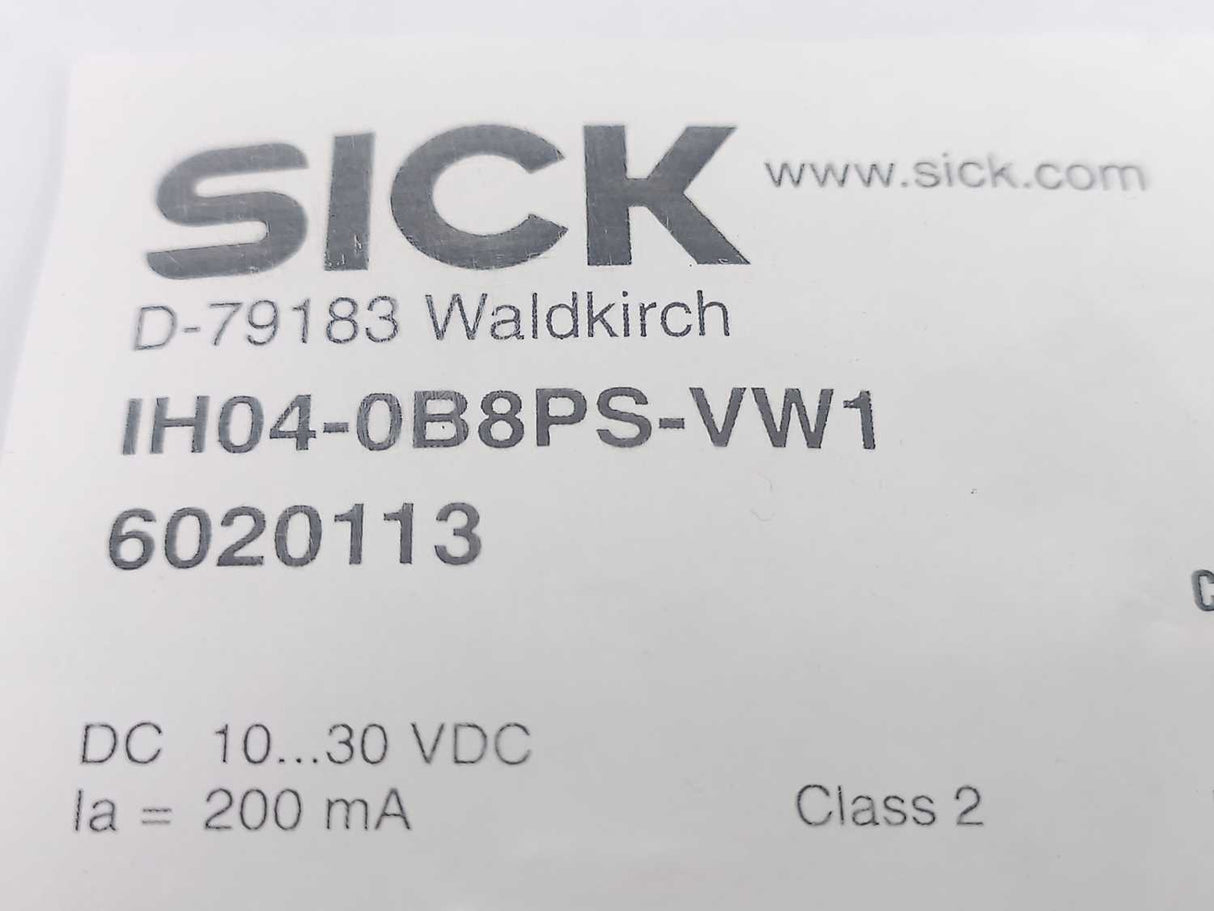 SICK www.sick.com
D-79183 Waldkirch
IH04-0B8PS-VW1
6020113
DC 10...30 VDC
Ia = 200 mA Class 2